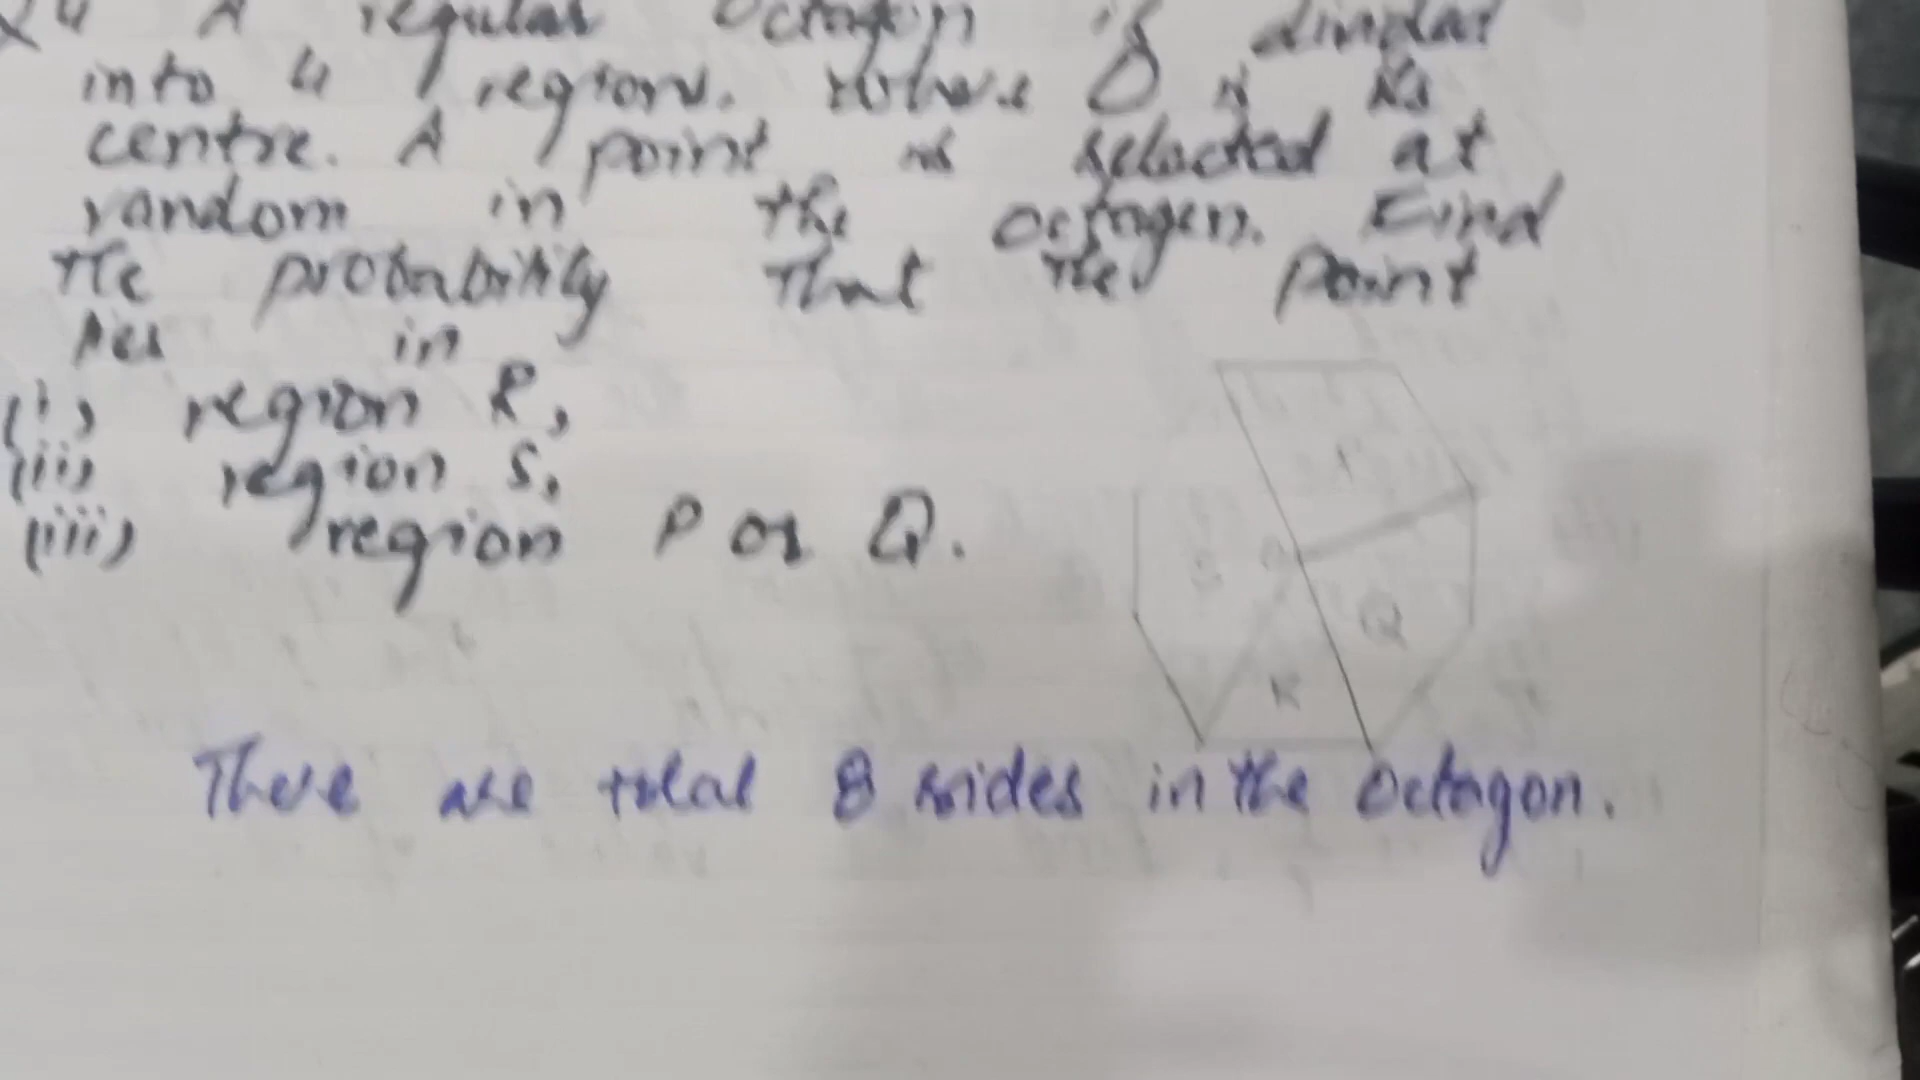 24 A regular Octagon is divided
into 4 regions. where O is its
centre. A point is selected at
random in the octagen. Find
the probability that the point
lies in
(i) region R,
(ii) region S,
(iii) region P or Q.
S O Q
R
There are total 8 sides in the octagon.